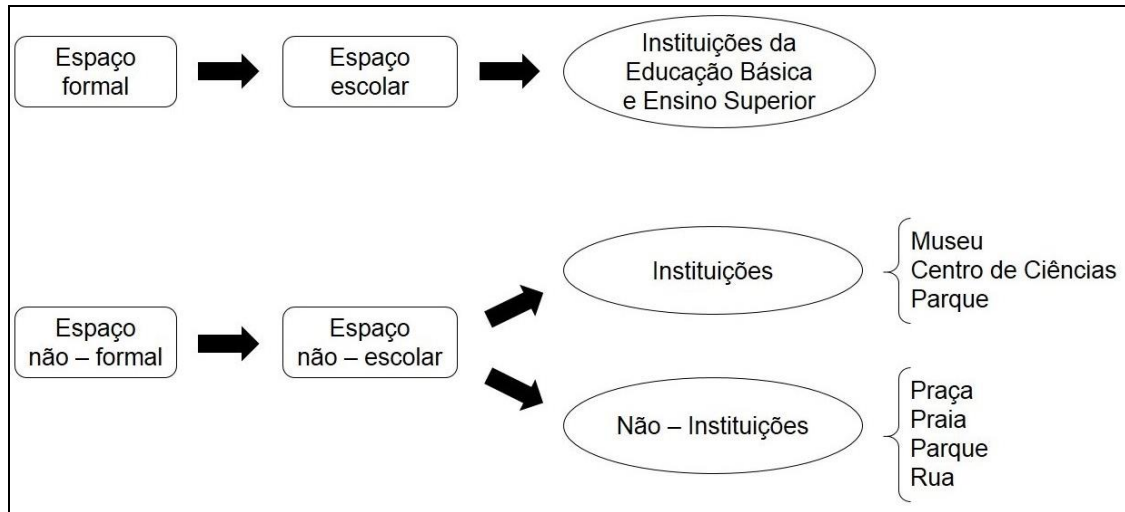 Espaço
formal
Espaço
escolar
Instituições da
Educação Básica
e Ensino Superior
Espaço
não – formal
Espaço
não – escolar
Instituições
Museu
Centro de Ciências
Parque
Não – Instituições
Praça
Praia
Parque
Rua